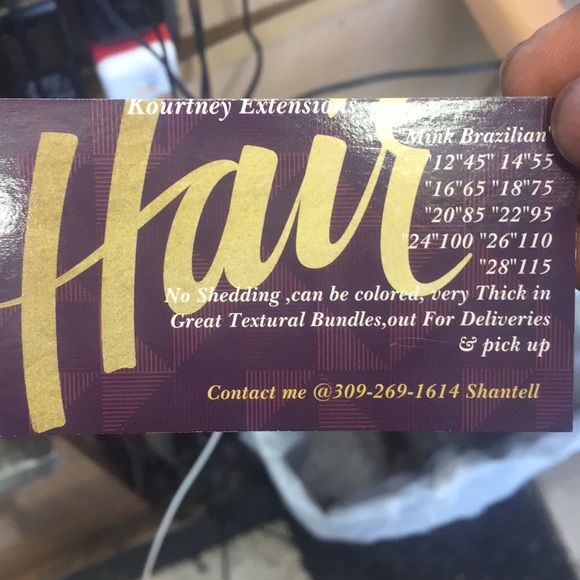 Kourtney Extensions
Hair
"Mink Brazilian"
"12"45" 14"55
"16"65 "18"75
"20"85 "22"95
"24"100 "26"110
"28"115
No Shedding ,can be colored, very Thick in
Great Textural Bundles,out For Deliveries
& pick up
Contact me @309-269-1614 Shantell